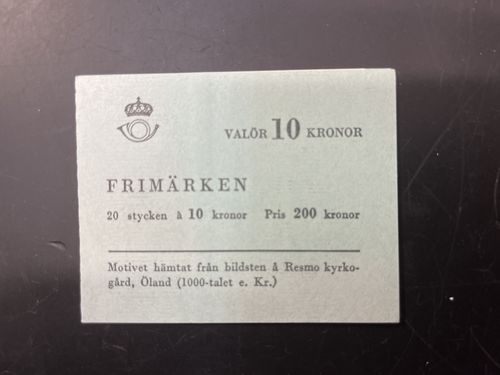 VALÖR 10 KRONOR
FRIMÄRKEN
20 stycken à 10 kronor Pris 200 kronor
Motivet hämtat från bildsten å Resmo kyrko-
gård, Öland (1000-talet e. Kr.)